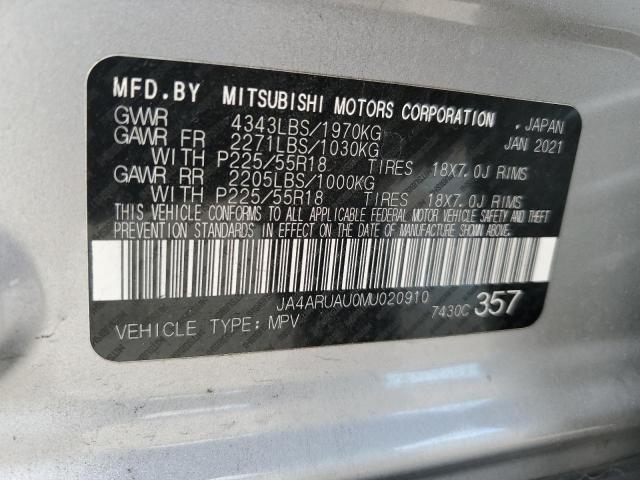 MFD.BY MITSUBISHI MOTORS CORPORATION . JAPAN
GVWR 4343LBS/1970KG JAN 2021
GAWR FR 2271LBS/1030KG
WITH P225/55R18 TIRES 18X7.0J RIMS
GAWR RR 2205LBS/1000KG
WITH P225/55R18 TIRES 18X7.0J RIMS
THIS VEHICLE CONFORMS TO ALL APPLICABLE FEDERAL MOTOR VEHICLE SAFETY AND THEFT
PREVENTION STANDARDS IN EFFECT ON THE DATE OF MANUFACTURE SHOWN ABOVE.
JA4ARUAU0MU020910
VEHICLE TYPE: MPV 7430C 357